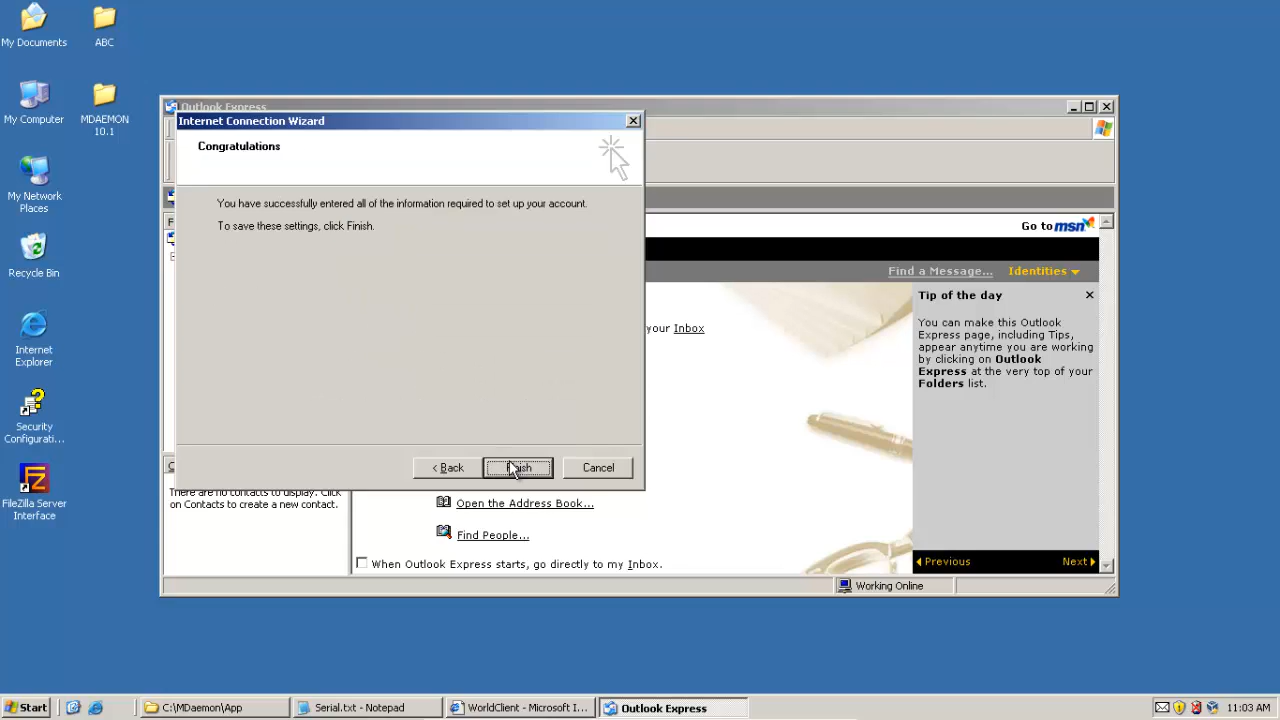 My Documents
ABC
My Computer
MDAEMON
10.1
My Network
Places
Recycle Bin
Internet
Explorer
Security
Configurati...
FileZilla Server
Interface
Outlook Express
Internet Connection Wizard
Congratulations
You have successfully entered all of the information required to set up your account.
To save these settings, click Finish.
< Back
Cancel
Go to msn
Find a Message... Identities
your Inbox
Tip of the day
You can make this Outlook
Express page, including Tips,
appear anytime you are working
by clicking on Outlook
Express at the very top of your
Folders list.
There are no contacts to display. Click
on Contacts to create a new contact.
Open the Address Book...
Find People...
When Outlook Express starts, go directly to my Inbox.
Previous Next
Working Online
Start
C:\MDaemon\App
Serial.txt - Notepad
WorldClient - Microsoft I...
Outlook Express
11:03 AM